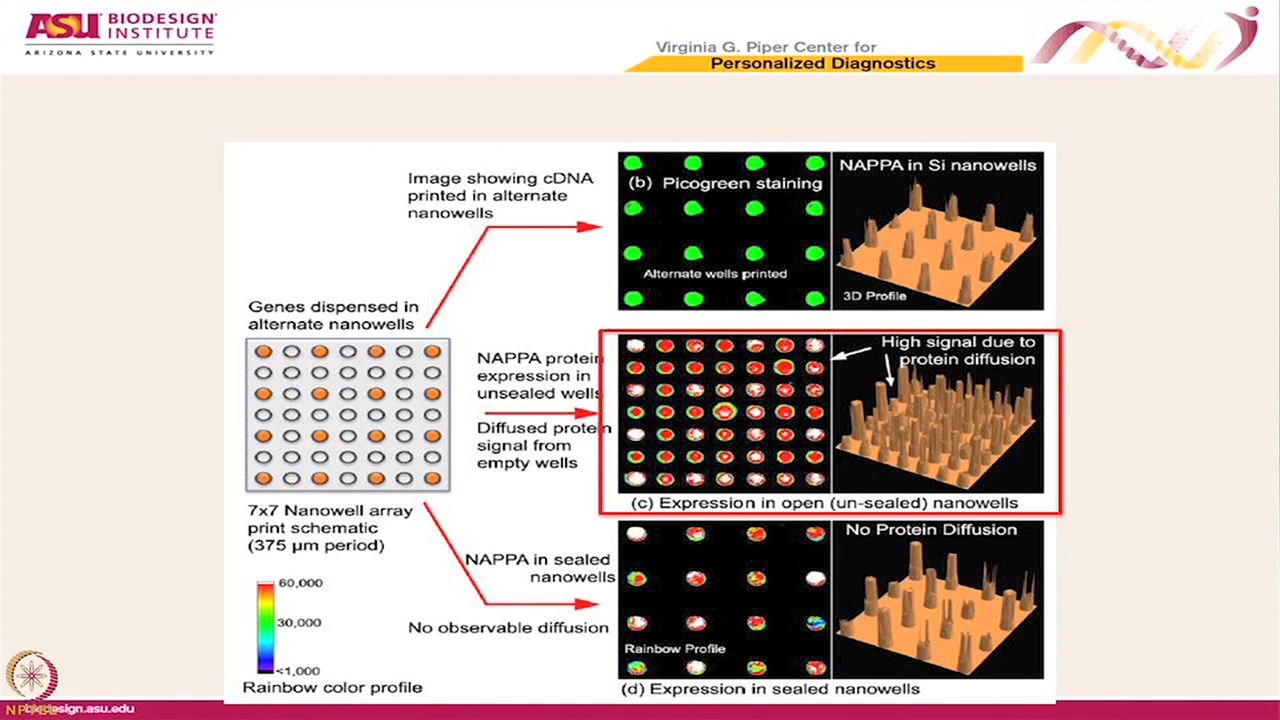 ASU BIODESIGN
INSTITUTE
ARIZONA STATE UNIVERSITY
Virginia G. Piper Center for
Personalized Diagnostics
Image showing cDNA
printed in alternate
nanowells
(b) Picogreen staining
Alternate wells printed
NAPPA in Si nanowells
3D Profile
Genes dispensed in
alternate nanowells
NAPPA protein
expression in
unsealed wells
Diffused protein
signal from
empty wells
High signal due to
protein diffusion
(c) Expression in open (un-sealed) nanowells
7x7 Nanowell array
print schematic
(375 µm period)
NAPPA in sealed
nanowells
No observable diffusion
No Protein Diffusion
Rainbow Profile
(d) Expression in sealed nanowells
60,000
30,000
<1,000
Rainbow color profile
NPTEL
biodesign.asu.edu